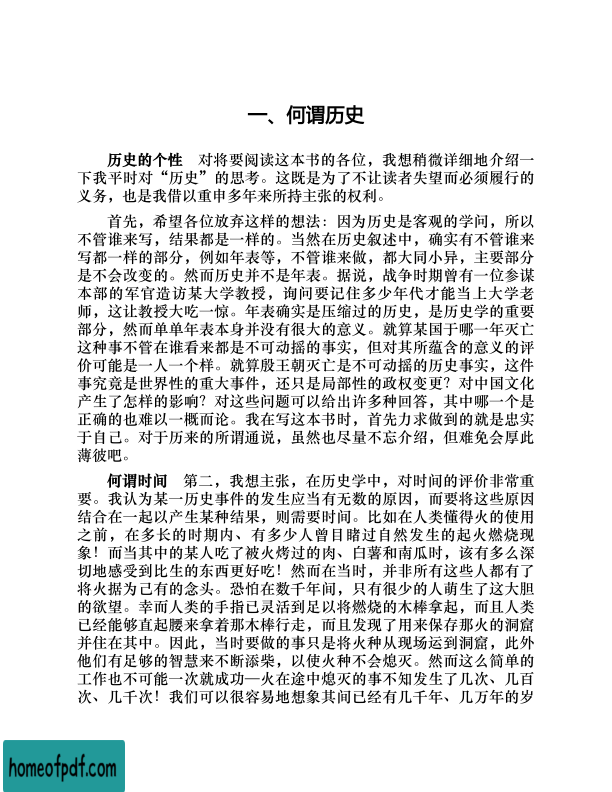 一、何谓历史
历史的个性 对将要阅读这本书的各位，我想稍微详细地介绍一
下我平时对“历史”的思考。这既是为了不让读者失望而必须履行的
义务，也是我借以重申多年来所持主张的权利。
首先，希望各位放弃这样的想法：因为历史是客观的学问，所以
不管谁来写，结果都是一样的。当然在历史叙述中，确实有不管谁来
写都一样的部分，例如年表等，不管谁来做，都大同小异，主要部分
是不会改变的。然而历史并不是年表。据说，战争时期曾有一位参谋
本部的军官造访某大学教授，询问要记住多少年代才能当上大学老
师，这让教授大吃一惊。年表确实是压缩过的历史，是历史学的重要
部分，然而单单年表本身并没有很大的意义。就算某国于哪一年灭亡
这种事不管在谁看来都是不可动摇的事实，但对其所蕴含的意义的评
价可能是一人一个样。就算殷王朝灭亡是不可动摇的历史事实，这件
事究竟是世界性的重大事件，还只是局部性的政权变更？对中国文化
产生了怎样的影响？对这些问题可以给出许多种回答，其中哪一个是
正确的也难以一概而论。我在写这本书时，首先力求做到的就是忠实
于自己。对于历来的所谓通说，虽然也尽量不忘介绍，但难免会厚此
薄彼吧。
何谓时间 第二，我想主张，在历史学中，对时间的评价非常重
要。我认为某一历史事件的发生应当有无数的原因，而要将这些原因
结合在一起以产生某种结果，则需要时间。比如在人类懂得火的使用
之前，在多长的时期内、有多少人曾目睹过自然发生的起火燃烧现
象！而当其中的某人吃了被火烤过的肉、白薯和南瓜时，该有多么深
切地感受到比生的东西更好吃！然而在当时，并非所有这些人都有了
将火据为己有的念头。恐怕在数千年间，只有很少的人萌生了这大胆
的欲望。幸而人类的手指已灵活到足以将燃烧的木棒拿起，而且人类
已经能够直起腰来拿着那木棒行走，而且发现了用来保存那火的洞窟
并住在其中。因此，当时要做的事只是将火种从现场运到洞窟，此外
他们有足够的智慧来不断添柴，以使火种不会熄灭。然而这么简单的
工作也不可能一次就成功—火在途中熄灭的事不知发生了几次、几百
次、几千次！我们可以很容易地想象其间已经有几千年、几万年的岁
homeofpdf.com